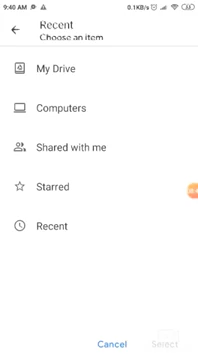 9:40 AM
0.1KB/s
Recent
Choose an item
My Drive
Computers
Shared with me
Starred
Recent
Cancel
Select